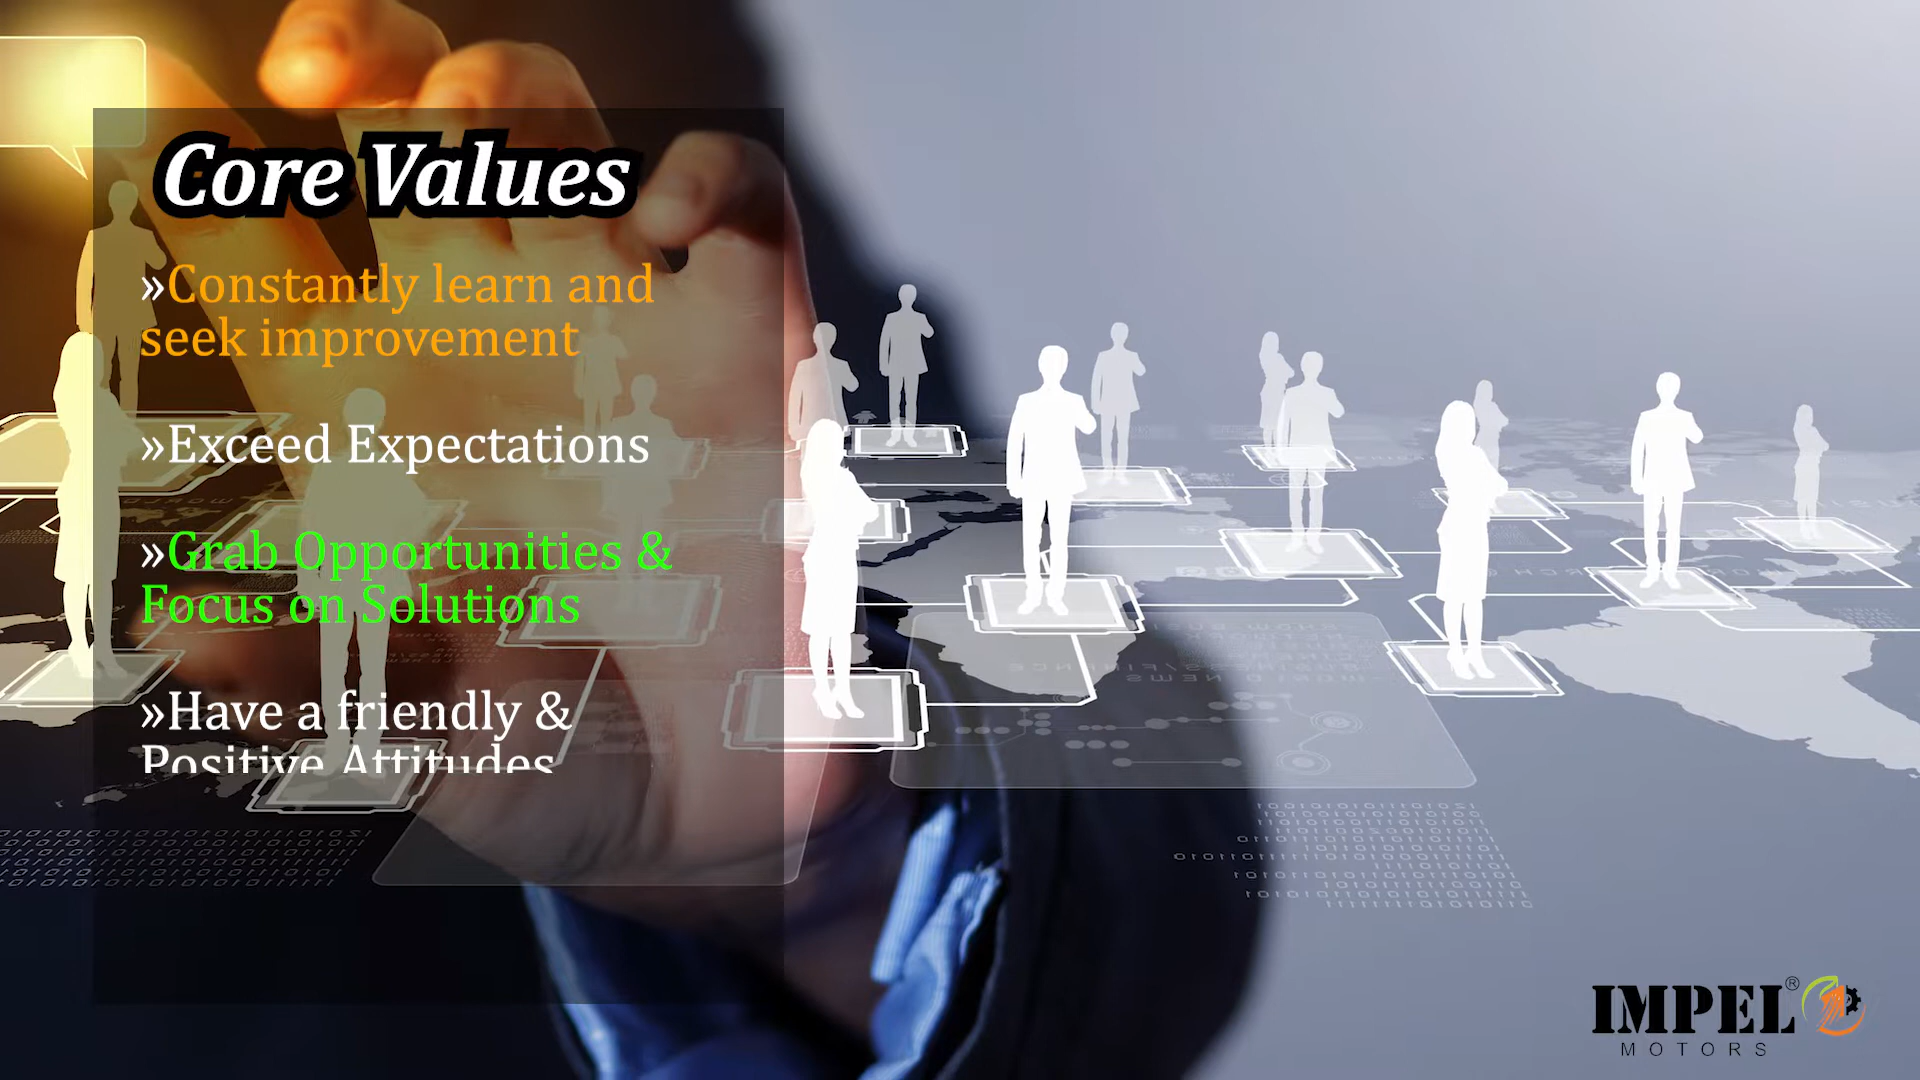 Core Values
»Constantly learn and
seek improvement
»Exceed Expectations
»Grab Opportunities &
Focus on Solutions
»Have a friendly &
Positive Attitudes
IMPEL®
MOTORS